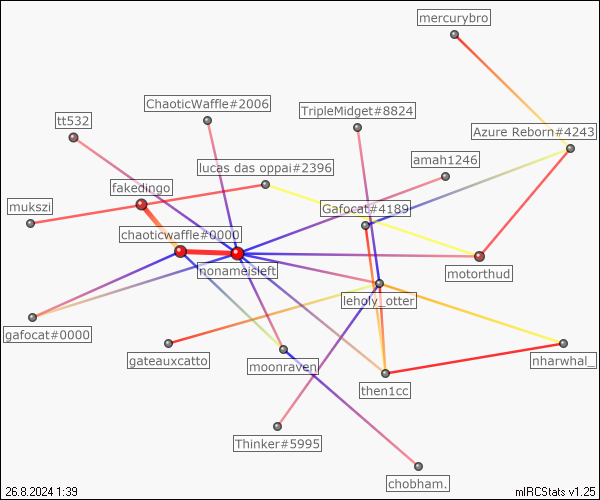 mercurybro
ChaoticWaffle#2006
TripleMidget#8824
tt532
Azure Reborn#4243
amah1246
lucas das oppai#2396
fakedingo
mukszi
Gafocat#4189
chaoticwaffle#0000
nonameisleft
motorthud
leholy_otter
gafocat#0000
gateauxcatto
moonraven
nharwhal_
then1cc
Thinker#5995
chobham.
26.8.2024 1:39
mIRCStats v1.25